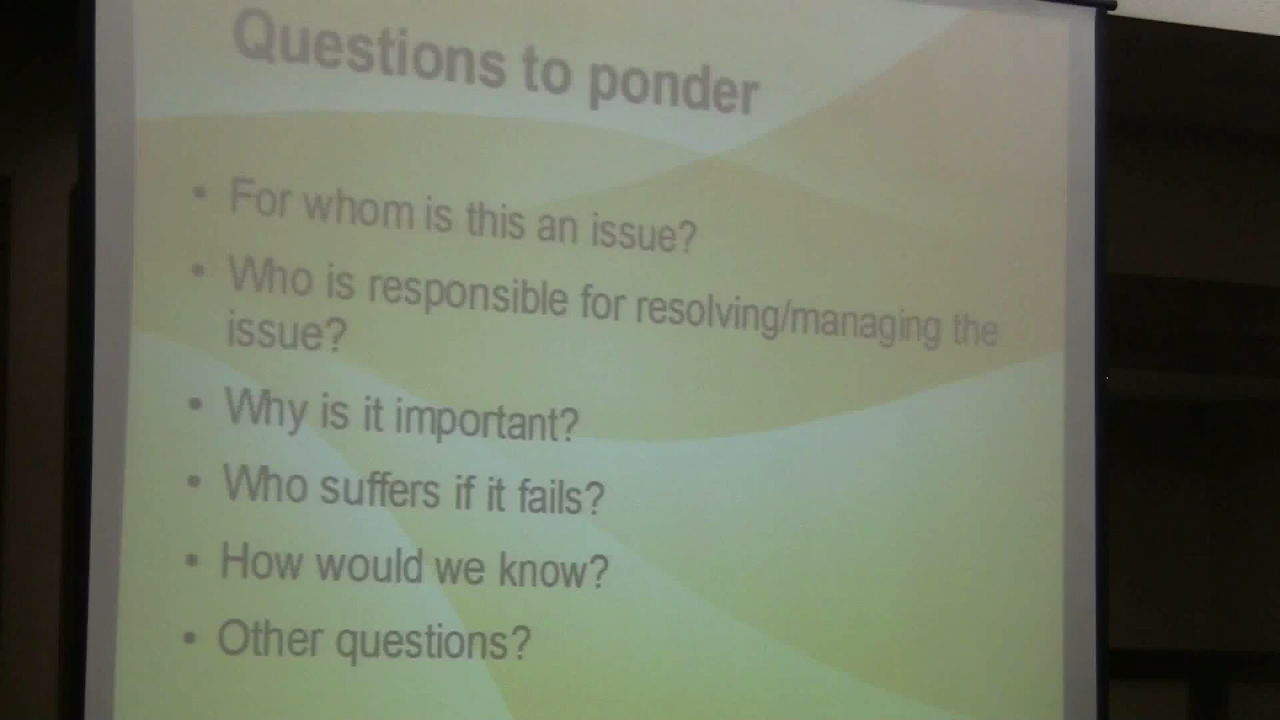 Questions to ponder
• For whom is this an issue?
• Who is responsible for resolving/managing the
issue?
• Why is it important?
• Who suffers if it fails?
• How would we know?
• Other questions?